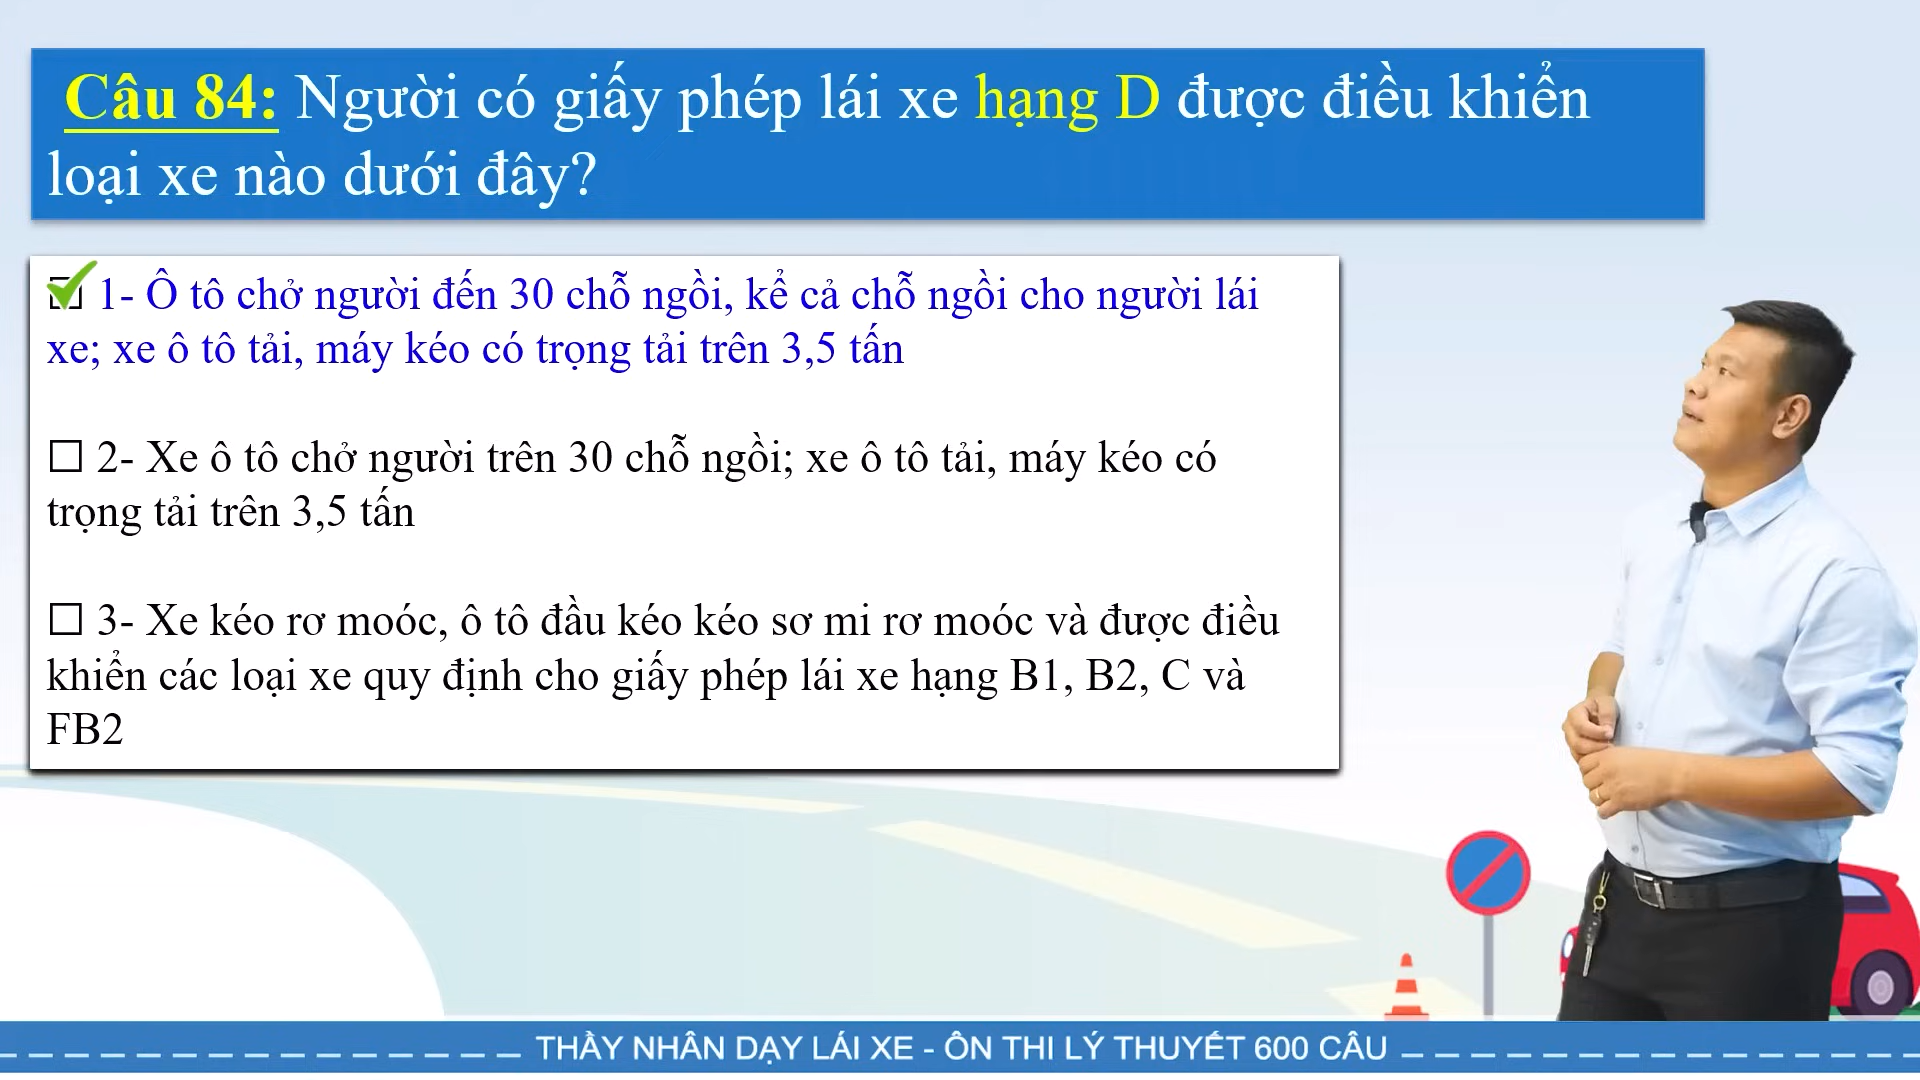 Câu 84: Người có giấy phép lái xe hạng D được điều khiển
loại xe nào dưới đây?
1- Ô tô chở người đến 30 chỗ ngồi, kể cả chỗ ngồi cho người lái
xe; xe ô tô tải, máy kéo có trọng tải trên 3,5 tấn
2- Xe ô tô chở người trên 30 chỗ ngồi; xe ô tô tải, máy kéo có
trọng tải trên 3,5 tấn
3- Xe kéo rơ moóc, ô tô đầu kéo kéo sơ mi rơ moóc và được điều
khiển các loại xe quy định cho giấy phép lái xe hạng B1, B2, C và
FB2
THẦY NHÂN DẠY LÁI XE - ÔN THI LÝ THUYẾT 600 CÂU